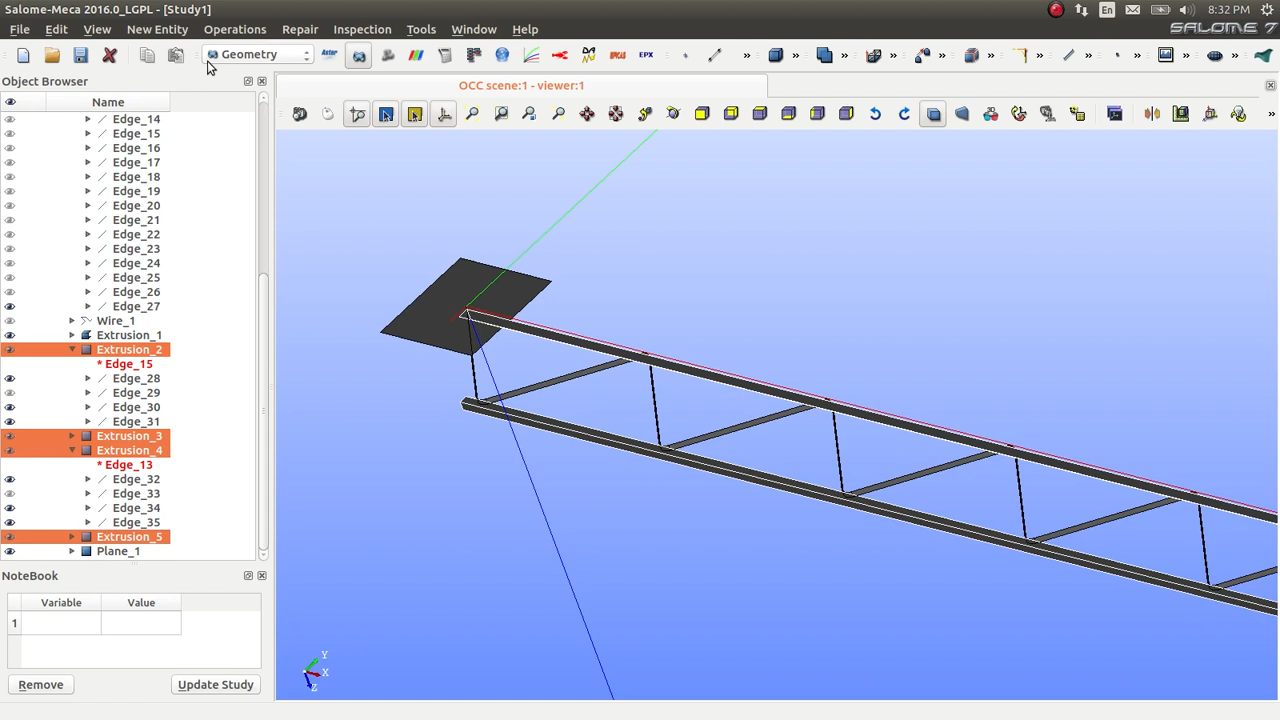 Salome-Meca 2016.0_LGPL - [Study1]
En
8:32 PM
File Edit View New Entity Operations Repair Inspection Tools Window Help
SALOME 7
Geometry
Aster
EPX
Object Browser
OCC scene:1 - viewer:1
Name
Edge_14
Edge_15
Edge_16
Edge_17
Edge_18
Edge_19
Edge_20
Edge_21
Edge_22
Edge_23
Edge_24
Edge_25
Edge_26
Edge_27
Wire_1
Extrusion_1
Extrusion_2
* Edge_15
Edge_28
Edge_29
Edge_30
Edge_31
Extrusion_3
Extrusion_4
* Edge_13
Edge_32
Edge_33
Edge_34
Edge_35
Extrusion_5
Plane_1
NoteBook
Variable Value
1
Remove Update Study
Y
X
Z